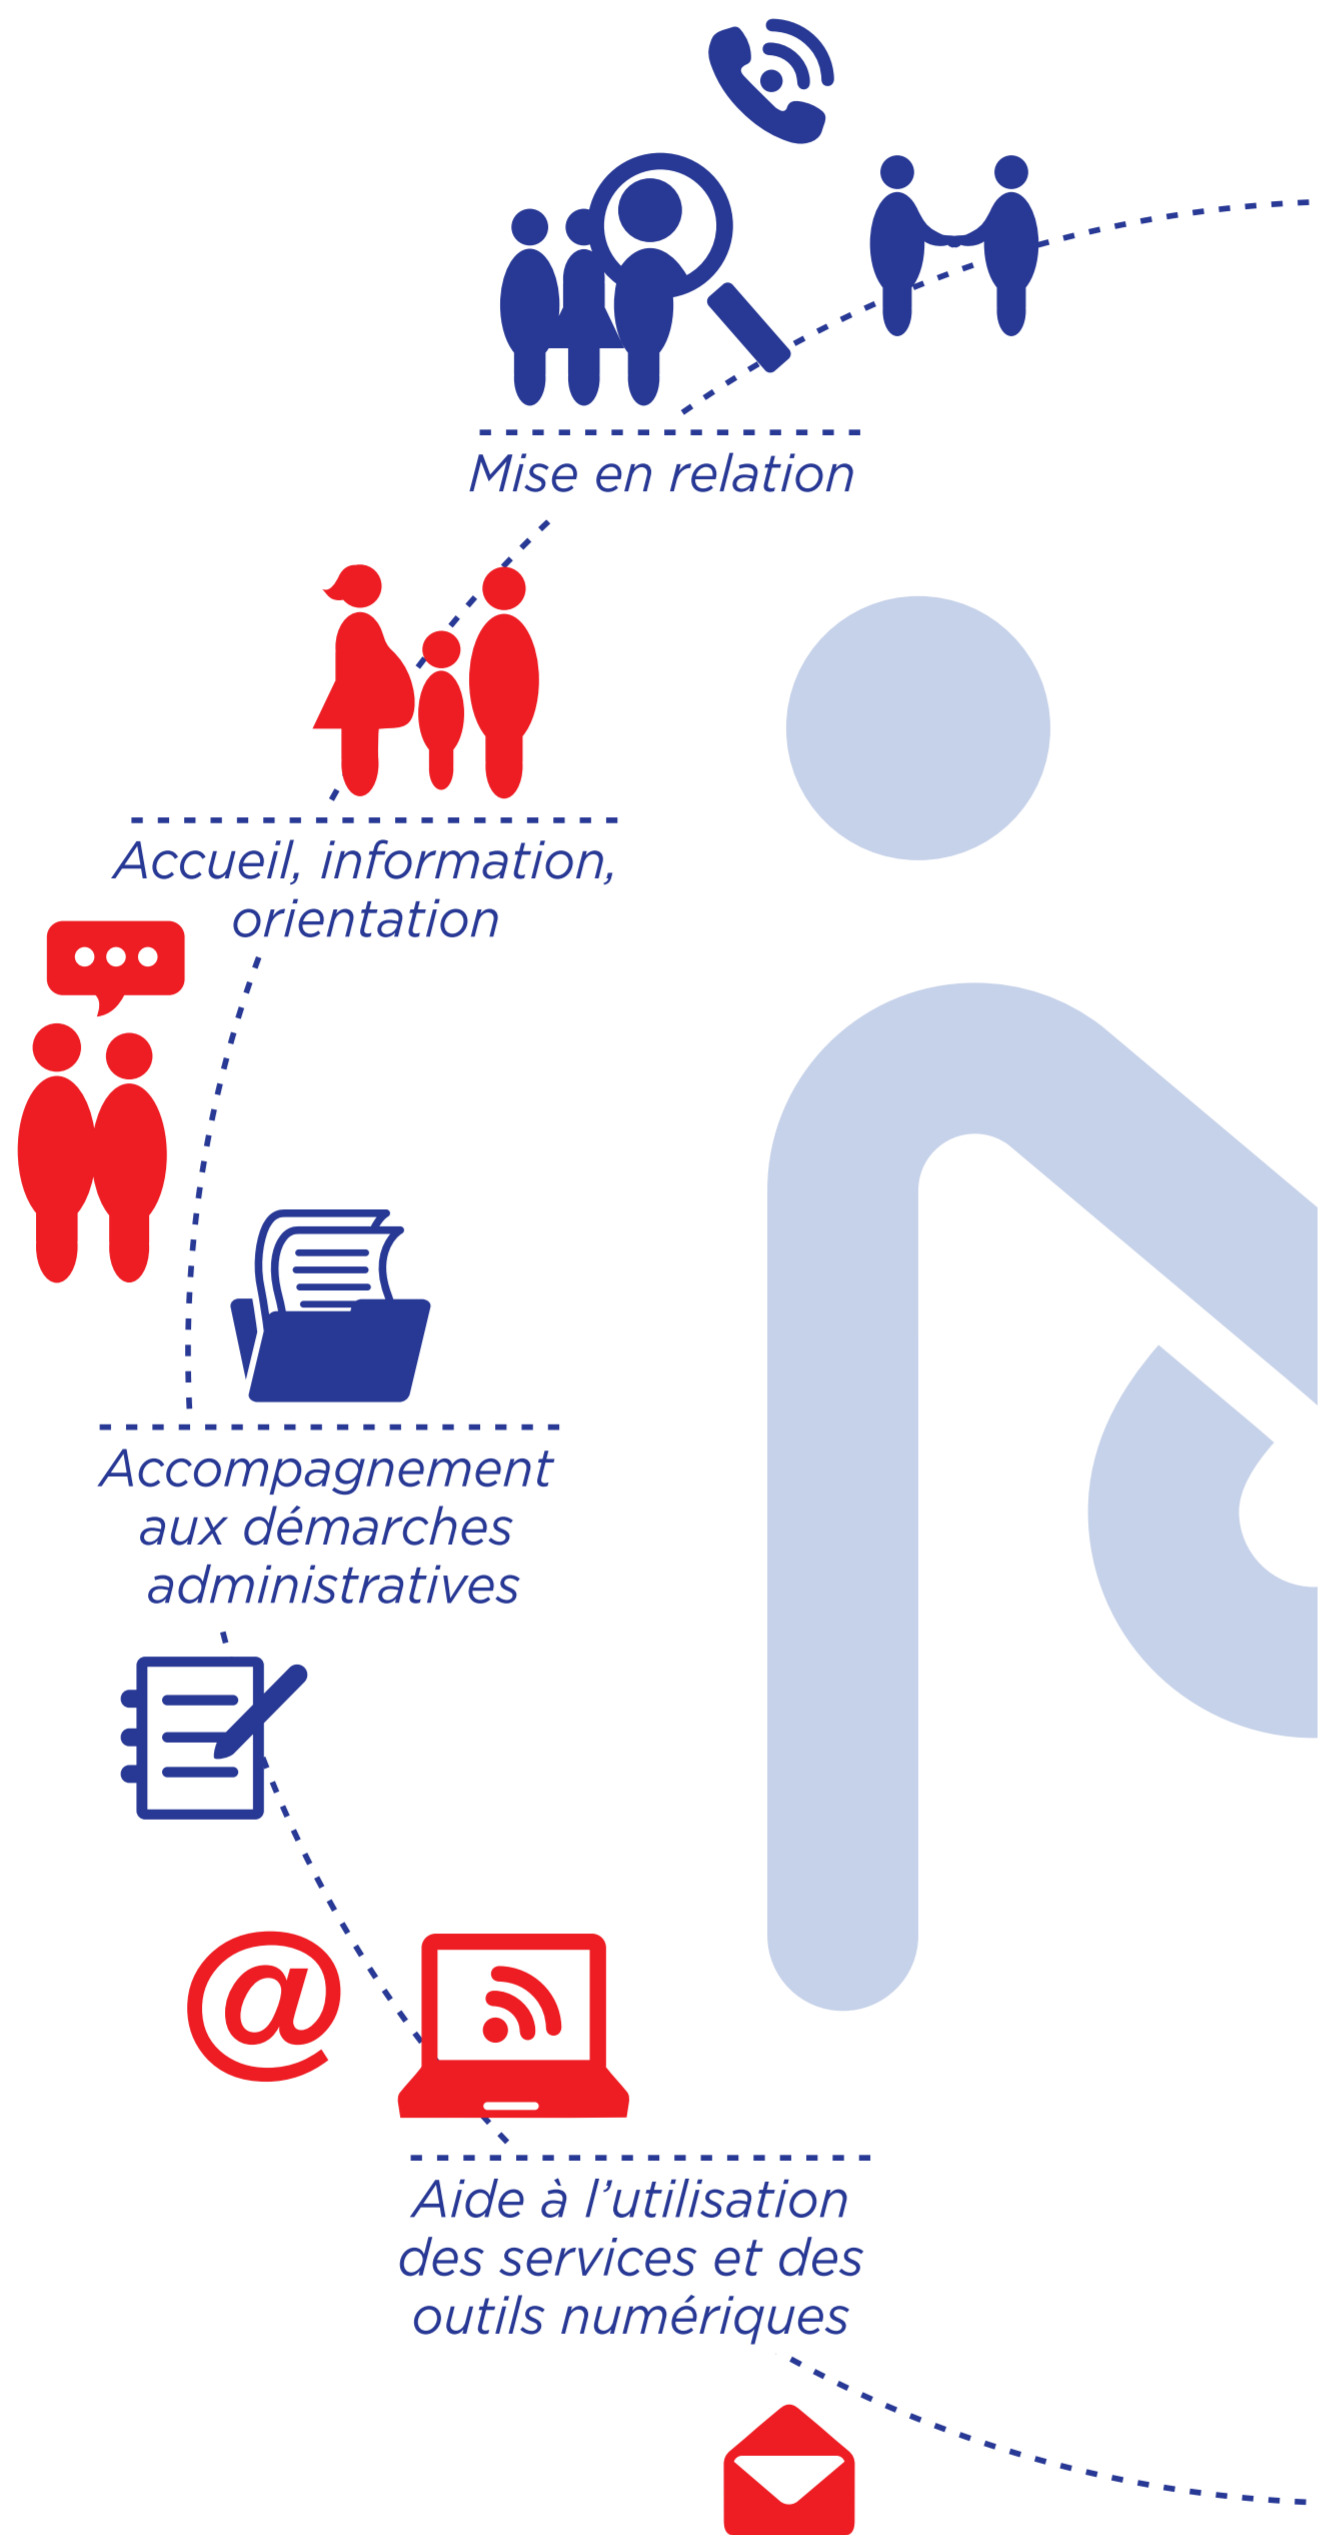 Mise en relation
Accueil, information,
orientation
Accompagnement
aux démarches
administratives
@
Aide à l’utilisation
des services et des
outils numériques